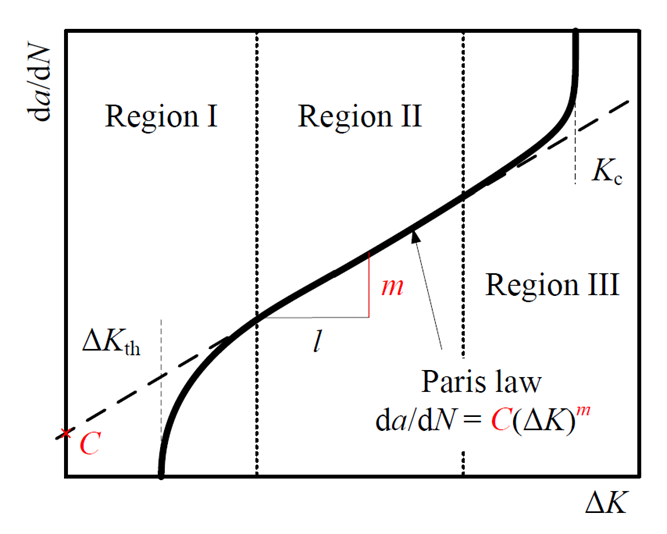 da/dN
Region I
Region II
K_c
m
Region III
l
ΔK_th
Paris law
da/dN = C(ΔK)^m
C
ΔK